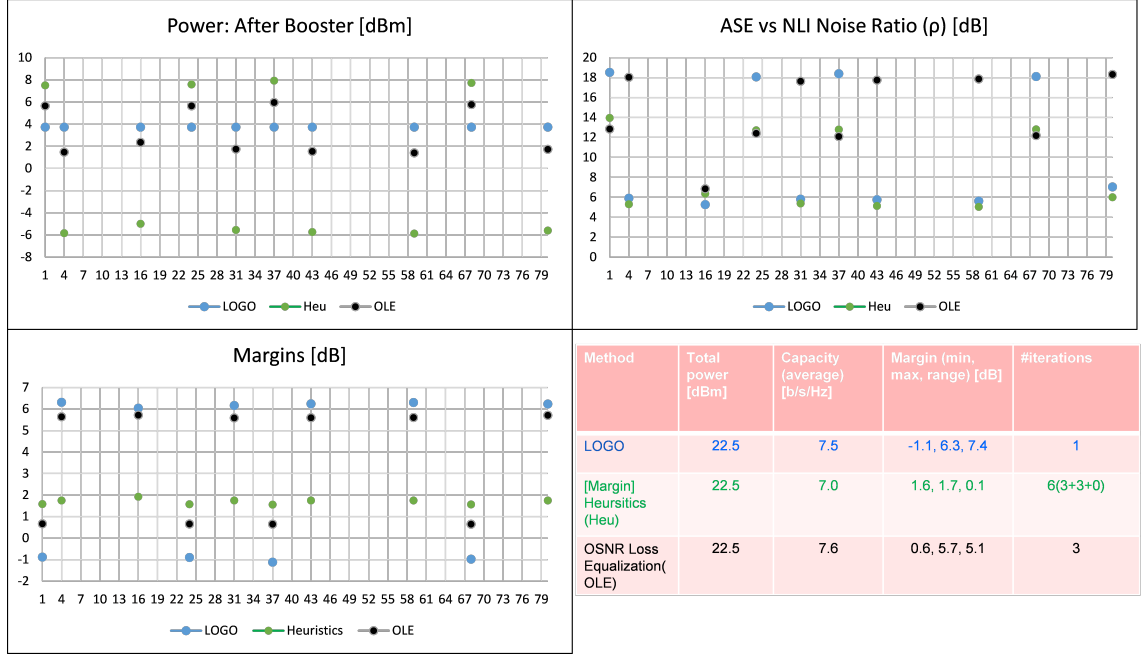 Power: After Booster [dBm]
10
8
6
4
2
0
-2
-4
-6
-8
1 4 7 10 13 16 19 22 25 28 31 34 37 40 43 46 49 52 55 58 61 64 67 70 73 76 79
LOGO Heu OLE
ASE vs NLI Noise Ratio (ρ) [dB]
20
18
16
14
12
10
8
6
4
2
0
1 4 7 10 13 16 19 22 25 28 31 34 37 40 43 46 49 52 55 58 61 64 67 70 73 76 79
LOGO Heu OLE
Margins [dB]
7
6
5
4
3
2
1
0
-1
-2
1 4 7 10 13 16 19 22 25 28 31 34 37 40 43 46 49 52 55 58 61 64 67 70 73 76 79
LOGO Heuristics OLE
Method Total Capacity Margin (min, #iterations
power (average) max, range) [dB]
[dBm] [b/s/Hz]
LOGO 22.5 7.5 -1.1, 6.3, 7.4 1
[Margin] 22.5 7.0 1.6, 1.7, 0.1 6(3+3+0)
Heursitics
(Heu)
OSNR Loss 22.5 7.6 0.6, 5.7, 5.1 3
Equalization(
OLE)